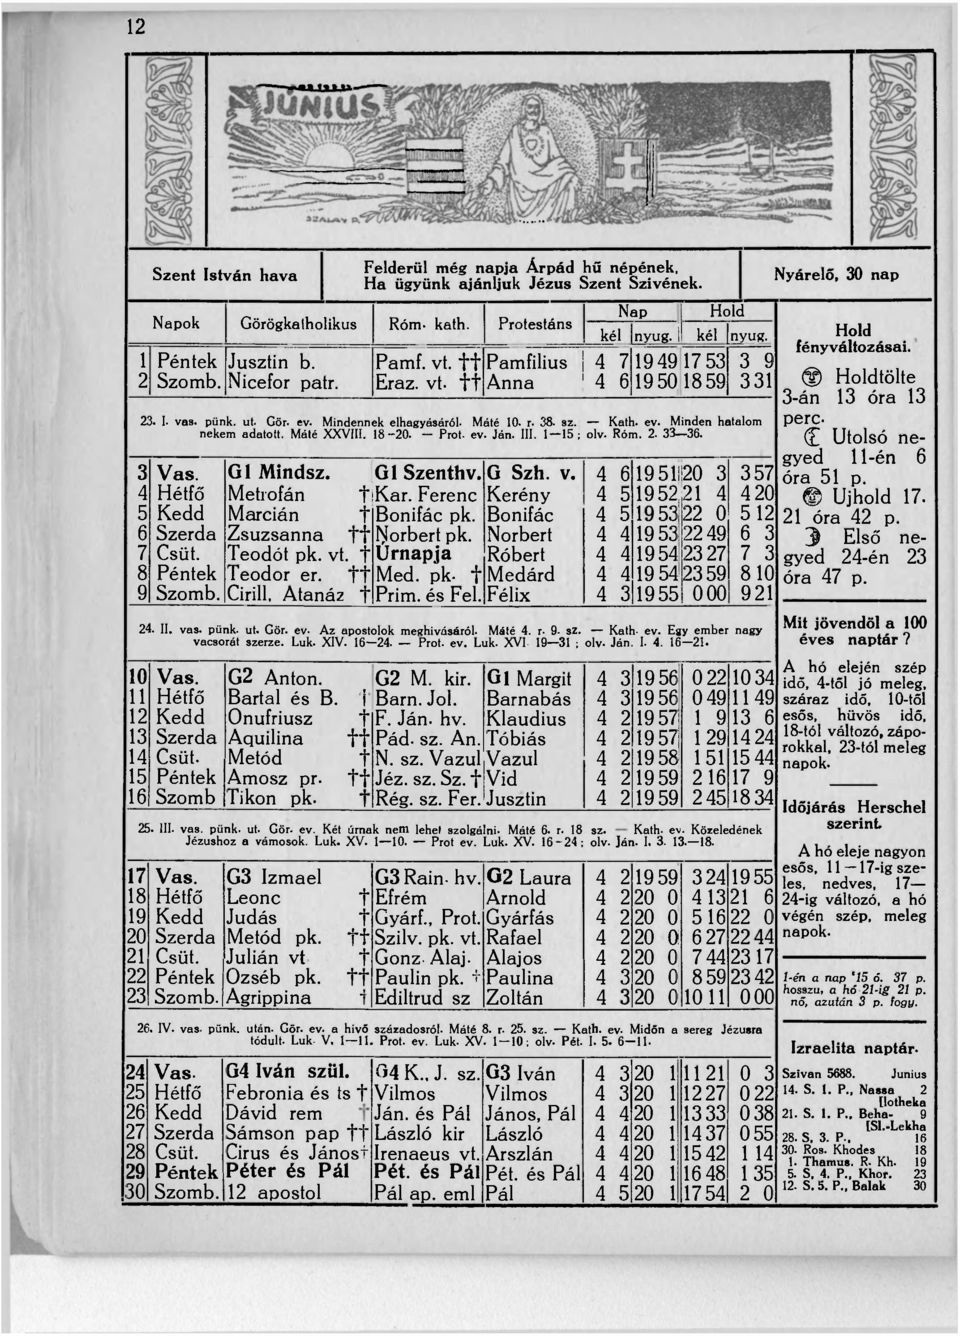 12
JÚNIUS
Szent István hava
Felderül még napja Árpád hű népének,
Ha ügyünk ajánljuk Jézus Szent Szivének.
Nyárelő, 30 nap
Napok Görögkatholikus Róm. kath. Protestáns Nap Hold
kél nyug. kél nyug.
1 Péntek Jusztin b. Pamf. vt. †† Pamfilius 4 7 19 49 17 53 3 9
2 Szomb. Nicefor patr. Eraz. vt. †† Anna 4 6 19 50 18 59 3 31
23. I. vas. pünk. ut. Gör. ev. Mindennek elhagyásáról. Máté 10. r. 38. sz. — Kath. ev. Minden hatalom
nekem adatott. Máté XXVIII. 18-20. — Prot. ev. Ján. III. 1—15 ; olv. Róm. 2. 33—36.
3 Vas. G1 Mindsz. G1 Szenthv. G Szh. v. 4 6 19 51 20 3 3 57
4 Hétfő Metrofán † Kar. Ferenc Kerény 4 5 19 52 21 4 4 20
5 Kedd Marcián † Bonifác pk. Bonifác 4 5 19 53 22 0 5 12
6 Szerda Zsuzsanna †† Norbert pk. Norbert 4 4 19 53 22 49 6 3
7 Csüt. Teodót pk. vt. † Úrnapja Róbert 4 4 19 54 23 27 7 3
8 Péntek Teodor er. †† Med. pk. † Medárd 4 4 19 54 23 59 8 10
9 Szomb. Cirill, Atanáz † Prim. és Fel. Félix 4 3 19 55 0 00 9 21
24. II. vas. pünk. ut. Gör. ev. Az apostolok meghivásáról. Máté 4. r. 9. sz. — Kath. ev. Egy ember nagy
vacsorát szerze. Luk. XIV. 16—24. — Prot. ev. Luk. XVI. 19—31 ; olv. Ján. I. 4. 16—21.
10 Vas. G2 Anton. G2 M. kir. G1 Margit 4 3 19 56 0 22 10 34
11 Hétfő Bartal és B. † Barn. Jol. Barnabás 4 3 19 56 0 49 11 49
12 Kedd Onufriusz † F. Ján. hv. Klaudius 4 2 19 57 1 9 13 6
13 Szerda Aquilina †† Pád. sz. An. Tóbiás 4 2 19 57 1 29 14 24
14 Csüt. Metód † N. sz. Vazul Vazul 4 2 19 58 1 51 15 44
15 Péntek Amosz pr. †† Jéz. sz. Sz. † Vid 4 2 19 59 2 16 17 9
16 Szomb Tikon pk. † Rég. sz. Fer. Jusztin 4 2 19 59 2 45 18 34
25. III. vas. pünk. ut. Gör. ev. Két úrnak nem lehet szolgálni. Máté 6. r. 18 sz. — Kath. ev. Közeledének
Jézushoz a vámosok. Luk. XV. 1—10. — Prot ev. Luk. XV. 16-24 ; olv. Ján. I. 3. 13.—18.
17 Vas. G3 Izmael G3 Rain. hv. G2 Laura 4 2 19 59 3 24 19 55
18 Hétfő Leonc † Efrém Arnold 4 2 20 0 4 13 21 6
19 Kedd Judás † Gyárf., Prot. Gyárfás 4 2 20 0 5 16 22 0
20 Szerda Metód pk. †† Szilv. pk. vt. Rafael 4 2 20 0 6 27 22 44
21 Csüt. Julián vt † Gonz. Alaj. Alajos 4 2 20 0 7 44 23 17
22 Péntek Ozséb pk. †† Paulin pk. † Paulina 4 3 20 0 8 59 23 42
23 Szomb. Agrippina † Ediltrud sz Zoltán 4 3 20 0 10 11 0 00
26. IV. vas. pünk. után. Gör. ev. a hivő századosról. Máté 8. r. 25. sz. — Kath. ev. Midőn a sereg Jézusra
tódult. Luk. V. 1—11. Prot. ev. Luk. XV. 1—10 ; olv. Pét. I. 5. 6—11.
24 Vas. G4 Iván szül. G4 K., J. sz. G3 Iván 4 3 20 1 11 21 0 3
25 Hétfő Febronia és ts † Vilmos Vilmos 4 3 20 1 12 27 0 22
26 Kedd Dávid rem † Ján. és Pál János, Pál 4 4 20 1 13 33 0 38
27 Szerda Sámson pap †† László kir László 4 4 20 1 14 37 0 55
28 Csüt. Cirus és János † Irenaeus vt. Arszlán 4 4 20 1 15 42 1 14
29 Péntek Péter és Pál Pét. és Pál Pét. és Pál 4 4 20 1 16 48 1 35
30 Szomb. 12 apostol Pál ap. eml Pál 4 5 20 1 17 54 2 0
Hold
fényváltozásai.
Holdtölte
3-án 13 óra 13
perc.
Utolsó ne-
gyed 11-én 6
óra 51 p.
Ujhold 17.
21 óra 42 p.
Első ne-
gyed 24-én 23
óra 47 p.
Mit jövendöl a 100
éves naptár ?
A hó elején szép
idő, 4-től jó meleg,
száraz idő, 10-től
esős, hüvös idő,
18-tól változó, zápo-
rokkal, 23-tól meleg
napok.
Időjárás Herschel
szerint.
A hó eleje nagyon
esős, 11—17-ig sze-
les, nedves, 17—
24-ig változó, a hó
végén szép, meleg
napok.
1-én a nap 15 ó. 37 p.
hosszu, a hó 21-ig 21 p.
nő, azután 3 p. fogy.
Izraelita naptár.
Szivan 5688. Junius
14. S. 1. P., Nassa 2
[lotheka
21. S. 1. P., Beha- 9
[Sl.-Lekha
28. S, 3. P., 16
30. Ros. Khodes 18
1. Thamus. R. Kh. 19
5. S. 4. P., Khor. 23
12. S. 5. P., Balak 30